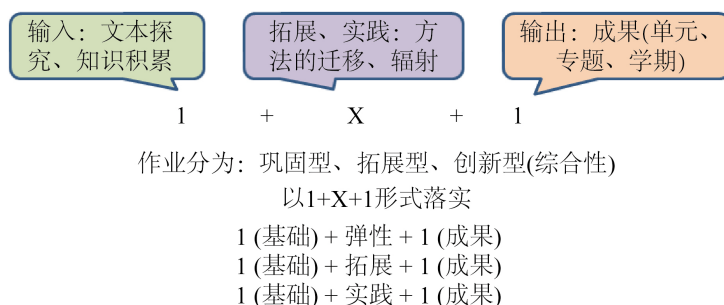 输入：文本探
究、知识积累
拓展、实践：方
法的迁移、辐射
输出：成果(单元、
专题、学期)
1 + X + 1
作业分为：巩固型、拓展型、创新型(综合性)
以1+X+1形式落实
1 (基础) + 弹性 + 1 (成果)
1 (基础) + 拓展 + 1 (成果)
1 (基础) + 实践 + 1 (成果)